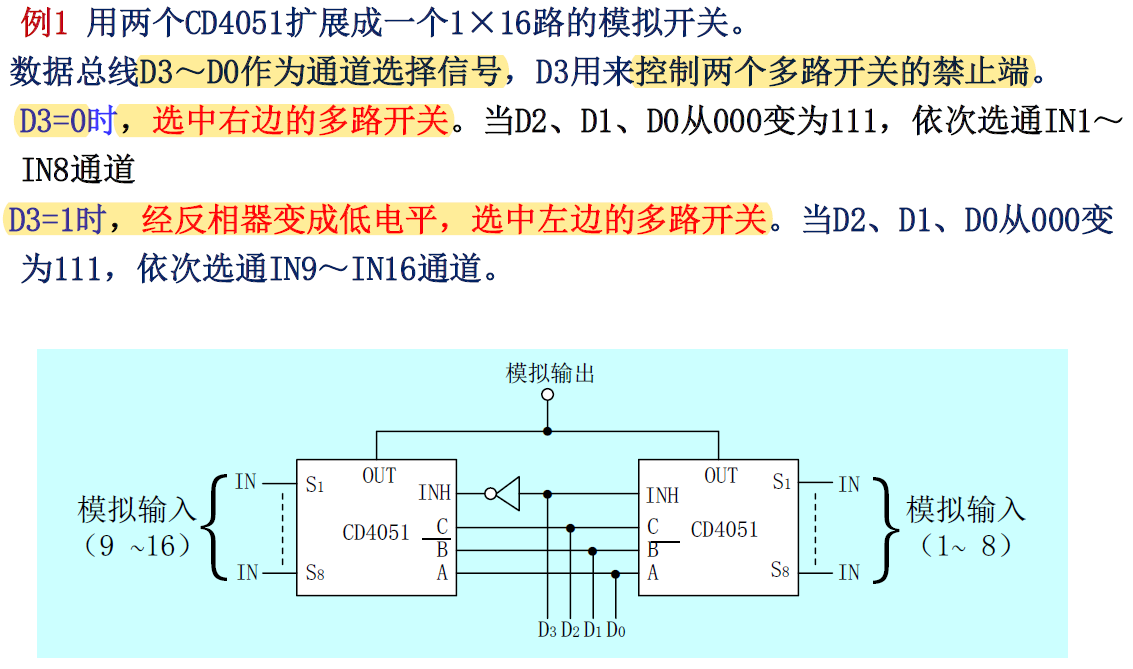 例1 用两个CD4051扩展成一个1×16路的模拟开关。
数据总线D3～D0作为通道选择信号，D3用来控制两个多路开关的禁止端。
D3=0时，选中右边的多路开关。当D2、D1、D0从000变为111，依次选通IN1～
IN8通道
D3=1时，经反相器变成低电平，选中左边的多路开关。当D2、D1、D0从000变
为111，依次选通IN9～IN16通道。
模拟输出
模拟输入
（9 ~16）
IN
IN
S1
S8
OUT
CD4051
INH
C
B
A
OUT
CD4051
INH
C
B
A
S1
S8
IN
IN
模拟输入
（1~ 8）
D3 D2 D1 D0